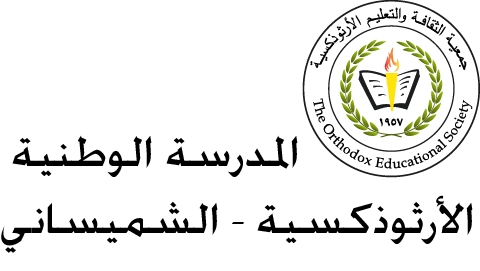 جمعية الثقافة والتعليم الأرثوذكسية
١٩٥٧
The Orthodox Educational Society
المدرسة الوطنية
الأرثوذكسية - الشميساني